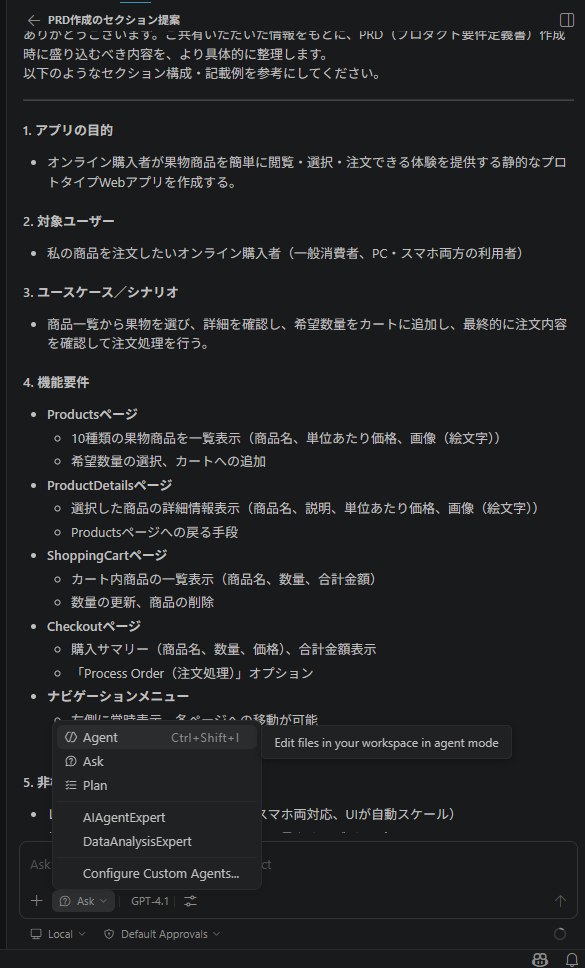 PRD作成のセクション提案
ありがとうございます。ご共有いただいた情報をもとに、PRD（プロダクト要件定義書）作成
時に盛り込むべき内容を、より具体的に整理します。
以下のようなセクション構成・記載例を参考にしてください。
1. アプリの目的
• オンライン購入者が果物商品を簡単に閲覧・選択・注文できる体験を提供する静的なプロ
トタイプWebアプリを作成する。
2. 対象ユーザー
• 私の商品を注文したいオンライン購入者（一般消費者、PC・スマホ両方の利用者）
3. ユースケース／シナリオ
• 商品一覧から果物を選び、詳細を確認し、希望数量をカートに追加し、最終的に注文内容
を確認して注文処理を行う。
4. 機能要件
• Productsページ
○ 10種類の果物商品を一覧表示（商品名、単位あたり価格、画像（絵文字））
○ 希望数量の選択、カートへの追加
• ProductDetailsページ
○ 選択した商品の詳細情報表示（商品名、説明、単位あたり価格、画像（絵文字））
○ Productsページへの戻る手段
• ShoppingCartページ
○ カート内商品の一覧表示（商品名、数量、合計金額）
○ 数量の更新、商品の削除
• Checkoutページ
○ 購入サマリー（商品名、数量、価格）、合計金額表示
○ 「Process Order（注文処理）」オプション
• ナビゲーションメニュー
○ 左側に常時表示、各ページへの移動が可能
Agent Ctrl+Shift+I
Edit files in your workspace in agent mode
Ask
Plan
5. 非
スマホ両対応、UIが自動スケール）
AIAgentExpert
DataAnalysisExpert
Configure Custom Agents...
Ask
Ask GPT-4.1
Local Default Approvals